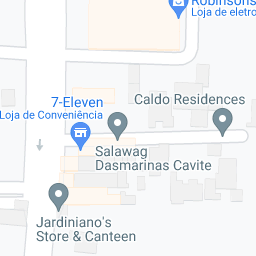 Robinsons
Loja de eletro
7-Eleven
Loja de Conveniência
Caldo Residences
Salawag
Dasmarinas Cavite
Jardiniano's
Store & Canteen